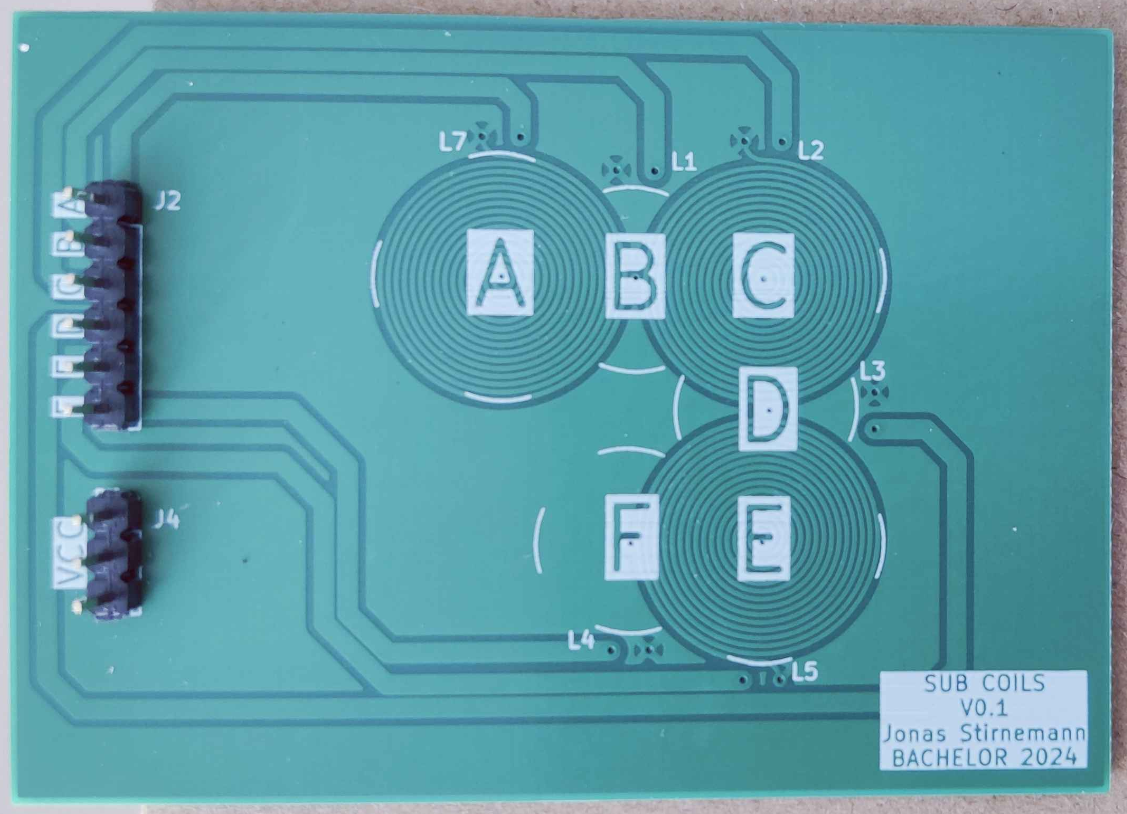 L7
L1
L2
A
J2
B
C
D
A
B
C
L3
D
J4
VCC
F
E
L4
L5
SUB COILS
V0.1
Jonas Stirnemann
BACHELOR 2024